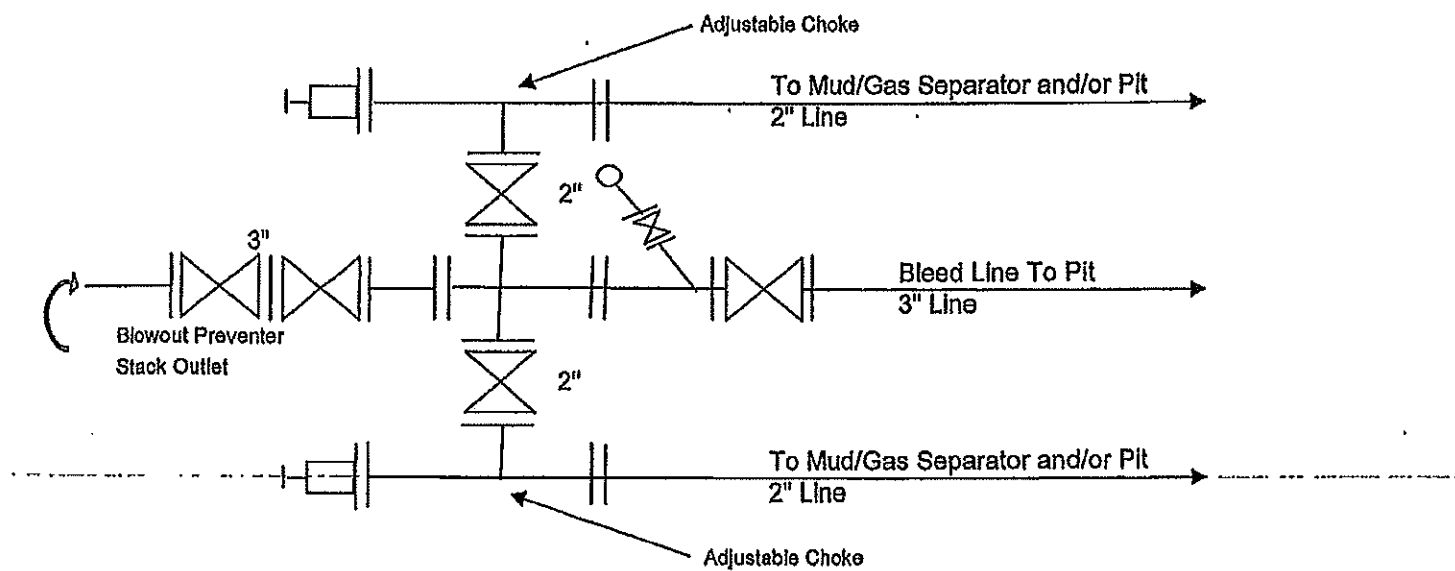 Adjustable Choke
To Mud/Gas Separator and/or Pit
2" Line
2"
3"
Bleed Line To Pit
3" Line
Blowout Preventer
Stack Outlet
2"
To Mud/Gas Separator and/or Pit
2" Line
Adjustable Choke